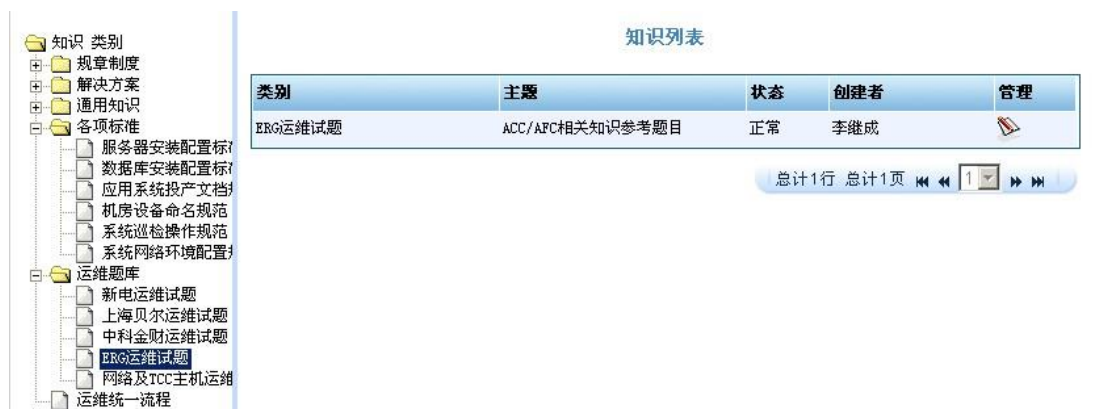 知识 类别
规章制度
解决方案
通用知识
各项标准
服务器安装配置标
数据库安装配置标
应用系统投产文档
机房设备命名规范
系统巡检操作规范
系统网络环境配置
运维题库
新电运维试题
上海贝尔运维试题
中科金财运维试题
ERG运维试题
网络及TCC主机运维
运维统一流程
知识列表
类别 主题 状态 创建者 管理
ERG运维试题 ACC/AFC相关知识参考题目 正常 李继成
总计1行 总计1页 1